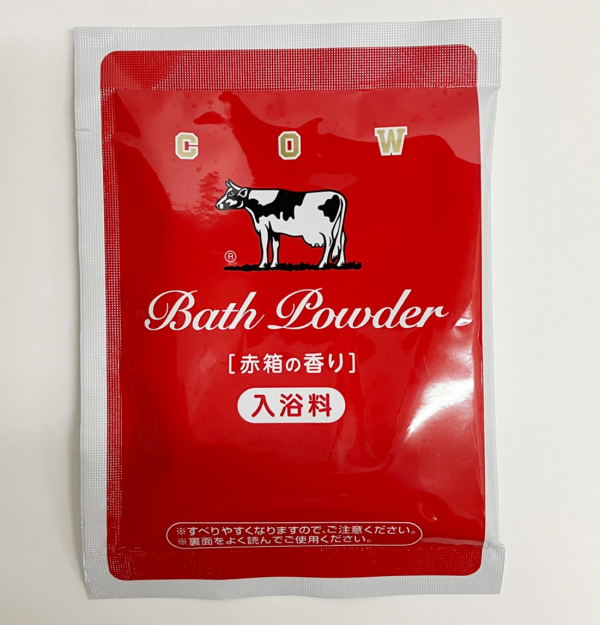 C O W
®
Bath Powder
[赤箱の香り]
入浴料
※すべりやすくなりますので、ご注意ください。
※裏面をよく読んでご使用ください。